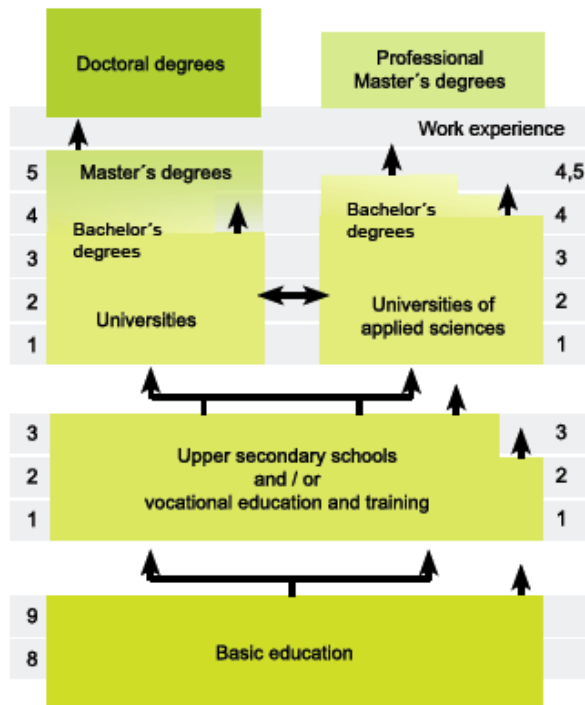 Doctoral degrees
Professional
Master´s degrees
Work experience
5
Master´s degrees
4,5
4
Bachelor´s
degrees
Bachelor´s
degrees
4
3
3
2
Universities
Universities of
applied sciences
2
1
1
3
Upper secondary schools
and / or
vocational education and training
3
2
2
1
1
9
Basic education
8